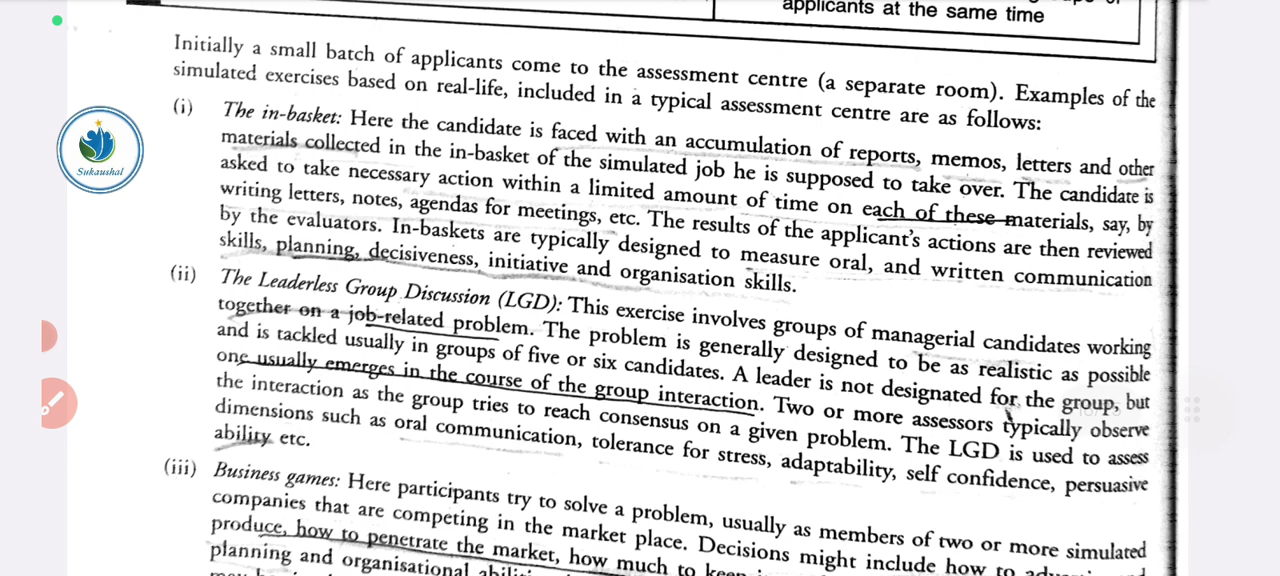 applicants at the same time
Initially a small batch of applicants come to the assessment centre (a separate room). Examples of the
simulated exercises based on real-life, included in a typical assessment centre are as follows:
(i) The in-basket: Here the candidate is faced with an accumulation of reports, memos, letters and other
materials collected in the in-basket of the simulated job he is supposed to take over. The candidate is
asked to take necessary action within a limited amount of time on each of these materials, say, by
writing letters, notes, agendas for meetings, etc. The results of the applicant's actions are then reviewed
by the evaluators. In-baskets are typically designed to measure oral, and written communication
skills, planning, decisiveness, initiative and organisation skills.
(ii) The Leaderless Group Discussion (LGD): This exercise involves groups of managerial candidates working
together on a job-related problem. The problem is generally designed to be as realistic as possible
and is tackled usually in groups of five or six candidates. A leader is not designated for the group, but
one usually emerges in the course of the group interaction. Two or more assessors typically observe
the interaction as the group tries to reach consensus on a given problem. The LGD is used to assess
dimensions such as oral communication, tolerance for stress, adaptability, self confidence, persuasive
ability etc.
(iii) Business games: Here participants try to solve a problem, usually as members of two or more simulated
companies that are competing in the market place. Decisions might include how to
produce, how to penetrate the market, how much to
planning and organisational
Sukaushal